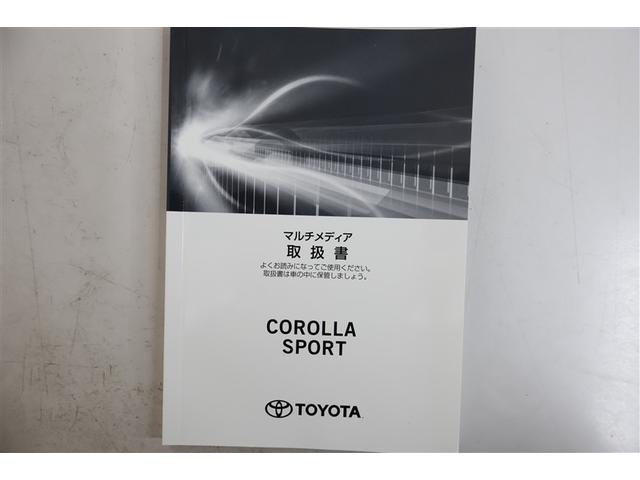 マルチメディア
取扱書
よくお読みになってご使用ください。
取扱書は車の中に保管しましょう。
COROLLA
SPORT
TOYOTA